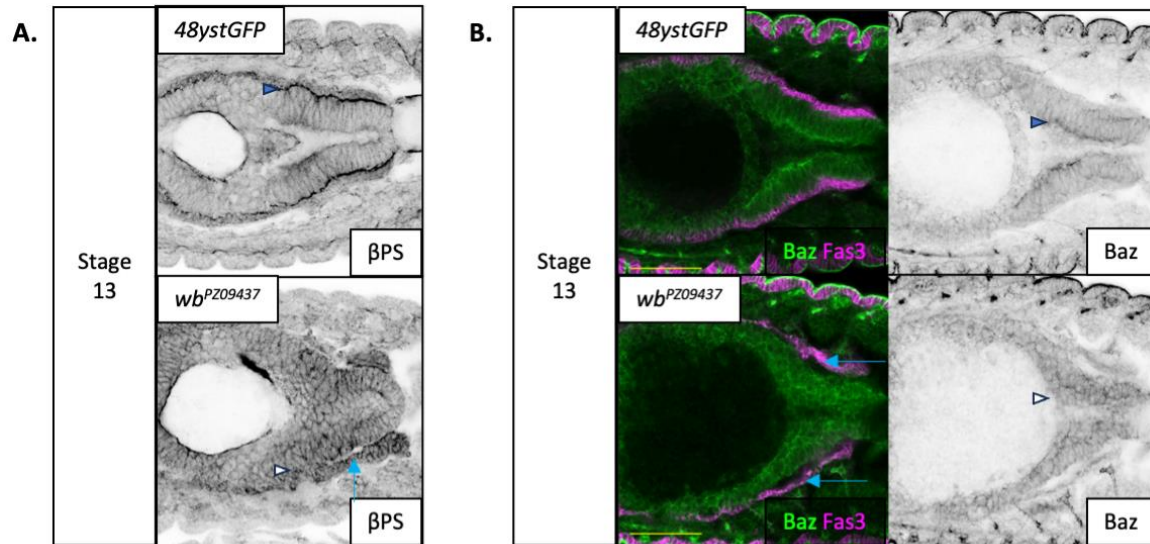 A.
48ystGFP
Stage
13
βPS
wbPZ09437
βPS
B.
48ystGFP
Stage
13
Baz Fas3
Baz
wbPZ09437
Baz Fas3
Baz